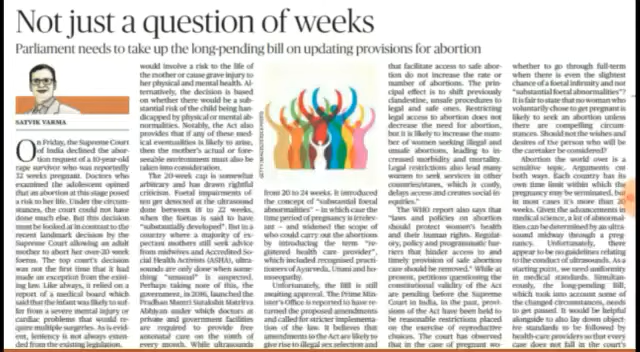 Not just a question of weeks
Parliament needs to take up the long-pending bill on updating provisions for abortion
SATVIK VARMA
On Friday, the Supreme Court
of India declined the abor-
tion request of a 10-year-old
rape survivor who was reportedly
32 weeks pregnant. Doctors who
examined the adolescent opined
that an abortion at this stage posed
a risk to her life. Under the circum-
stances, the court could not have
done much else. But this decision
must be looked at in contrast to the
recent landmark decision by the
Supreme Court allowing an adult
mother to abort her over-20 week
form. The top court's decision
was not the first time that it had
made an exception from the exist-
ing law. Like always, it relied on a
report of a medical board which
said that the infant was likely to suf-
fer from a severe mental injury or
cardiac problems that would re-
quire multiple surgeries. As is evid-
ent, leniency is not always exten-
ded from the existing legislation.
would involve a risk to the life of
the mother or cause grave injury to
her physical and mental health. Al-
ternatively, the decision is based
on whether there would be a sub-
stantial risk of the child being han-
dicapped by physical or mental ab-
normalities. Notably, the Act also
provides that if any of these med-
ical eventualities is likely to arise,
then the mother's actual or fore-
seeable environment must also be
taken into consideration.
The 20-week cup is somewhat
arbitrary and has drawn rightful
criticism. Foetal impairments of-
ten get detected at the ultrasound
done between 18 to 22 weeks,
when the foetus is said to have
"substantially developed". But in a
country where a majority of ex-
pectant mothers still seek advice
from midwives and Accredited So-
cial Health Activists (ASHA), ultra-
sounds are only done when some-
thing "unusual" is suspected.
Perhaps taking note of this, the
government, in 2016, launched the
Pradhan Mantri Surakshit Matritva
Abhiyan under which doctors at
private and government facilities
are required to provide free
antenatal care on the ninth of
every month. While ultrasounds
from 20 to 24 weeks. It introduced
the concept of "substantial foetal
abnormalities" – in which case the
time period of pregnancy is irrelev-
ant – and widened the scope of
who could carry out the abortions
by introducing the term "re-
gistered health care provider",
which included recognised practi-
tioners of Ayurveda, Unani and ho-
moeopathy.
Unfortunately, the Bill is still
awaiting approval. The Prime Min-
ister's Office is reported to have re-
turned the proposed amendments
and called for stricter implementa-
tion of the law. It believes that
amendments to the Act are likely to
give rise to illegal sex selection and
that facilitate access to safe abor-
tion do not increase the rate or
number of abortions. The prin-
cipal effect is to shift previously
clandestine, unsafe procedures to
legal and safe ones. Restricting
legal access to abortion does not
decrease the need for abortion,
but it is likely to increase the num-
ber of women seeking illegal and
unsafe abortions, leading to in-
creased morbidity and mortality.
Legal restrictions also lead many
women to seek services in other
countries/states, which is costly,
delays access and creates social in-
equities."
The WHO report also says that
"laws and policies on abortion
should protect women's health
and their human rights. Regulat-
ory, policy and programmatic bar-
riers that hinder access to and
timely provision of safe abortion
care should be removed." While at
present, petitions questioning the
constitutional validity of the Act
are pending before the Supreme
Court in India, in the past, provi-
sions of the Act have been held to
be reasonable restrictions placed
on the exercise of reproductive
choices. The court has observed
that in the case of pregnant wo-
whether to go through full-term
when there is even the slightest
chance of a foetal infirmity and not
"substantial foetal abnormalities"?
It is fair to state that no woman who
voluntarily chose to get pregnant is
likely to seek an abortion unless
there are compelling circum-
stances. Should not the wishes and
desires of the person who will be
the caretaker be considered?
Abortion the world over is a
sensitive topic. Arguments cut
both ways. Each country has its
own time limit within which the
pregnancy may be terminated, but
in most cases it's more than 20
weeks. Given the advancements in
medical science, a lot of abnormal-
ities can be determined by an ultra-
sound midway through a preg-
nancy. Unfortunately, there
appear to be no guidelines relating
to the conduct of ultrasounds. As a
starting point, we need uniformity
in medical standards. Simultan-
eously, the long-pending Bill,
which took into account some of
the changed circumstances, needs
to get passed. It would be helpful
alongside to also lay down object-
ive standards to be followed by
health-care providers so that every
case does not fall in the court's